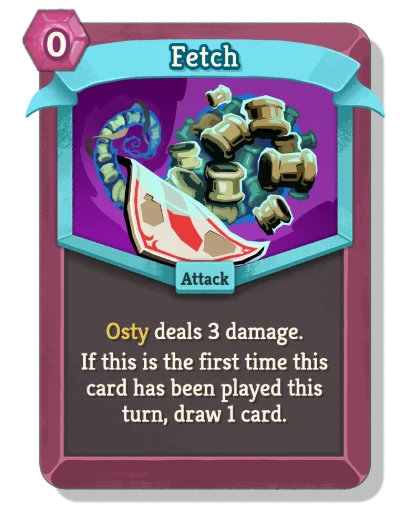 0
Fetch
Attack
Osty deals 3 damage.
If this is the first time this
card has been played this
turn, draw 1 card.